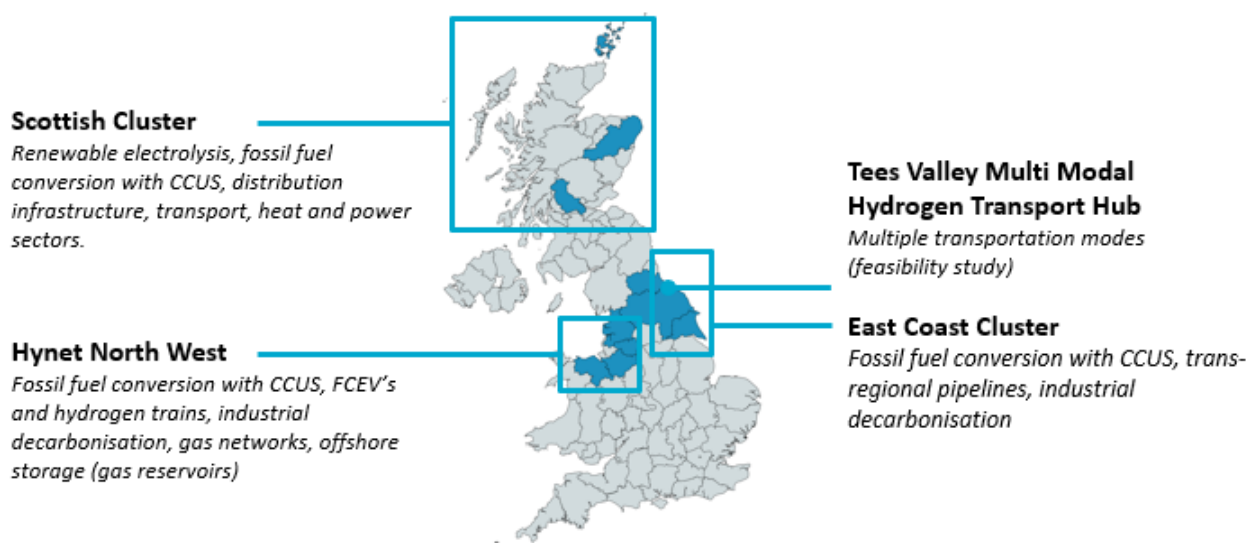 Scottish Cluster
Renewable electrolysis, fossil fuel
conversion with CCUS, distribution
infrastructure, transport, heat and power
sectors.
Hynet North West
Fossil fuel conversion with CCUS, FCEV's
and hydrogen trains, industrial
decarbonisation, gas networks, offshore
storage (gas reservoirs)
Tees Valley Multi Modal
Hydrogen Transport Hub
Multiple transportation modes
(feasibility study)
East Coast Cluster
Fossil fuel conversion with CCUS, trans-
regional pipelines, industrial
decarbonisation